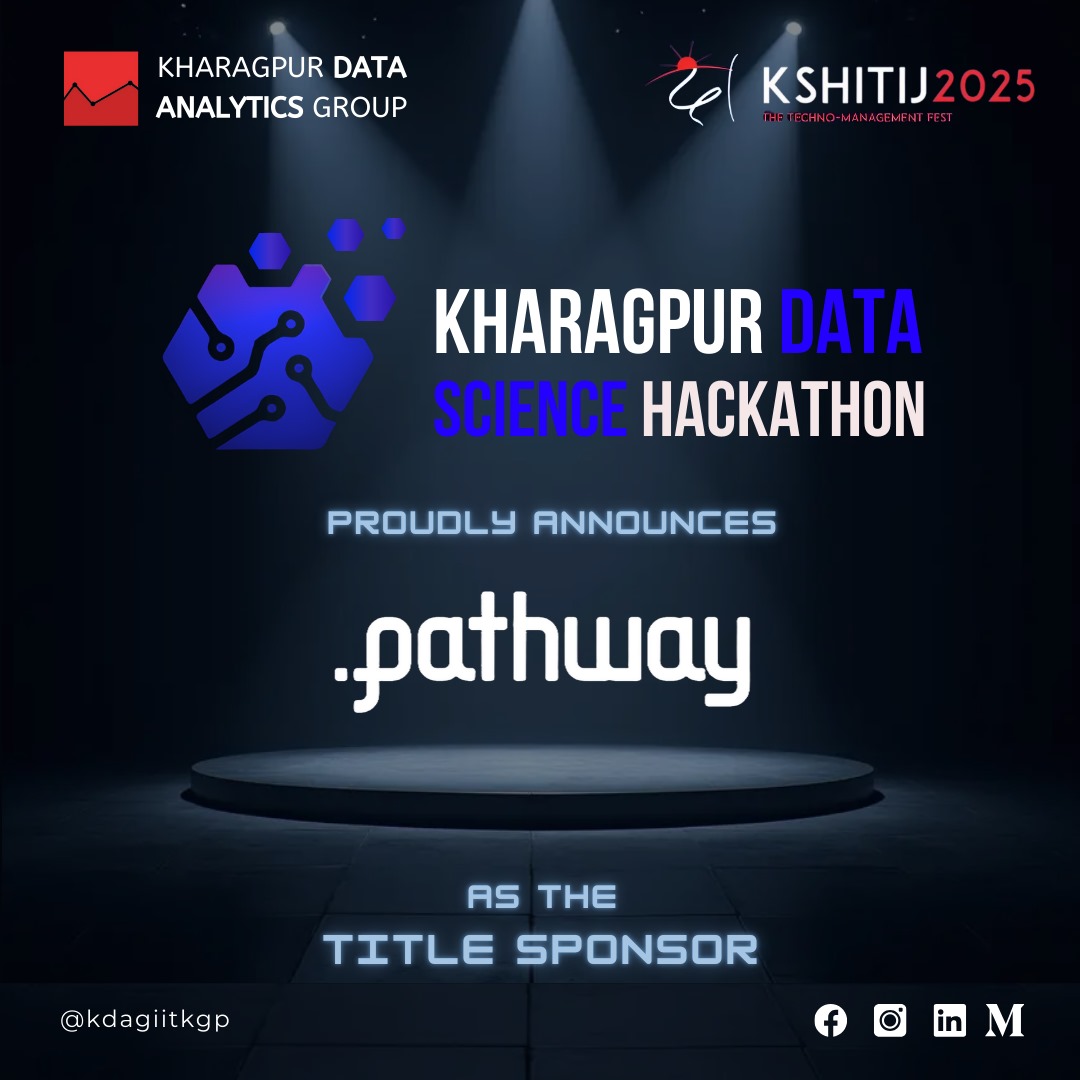 KHARAGPUR DATA
ANALYTICS GROUP
KSHITIJ2025
THE TECHNO-MANAGEMENT FEST
KHARAGPUR DATA
SCIENCE HACKATHON
PROUDLY ANNOUNCES
.pathway
AS THE
TITLE SPONSOR
@kdagiitkgp